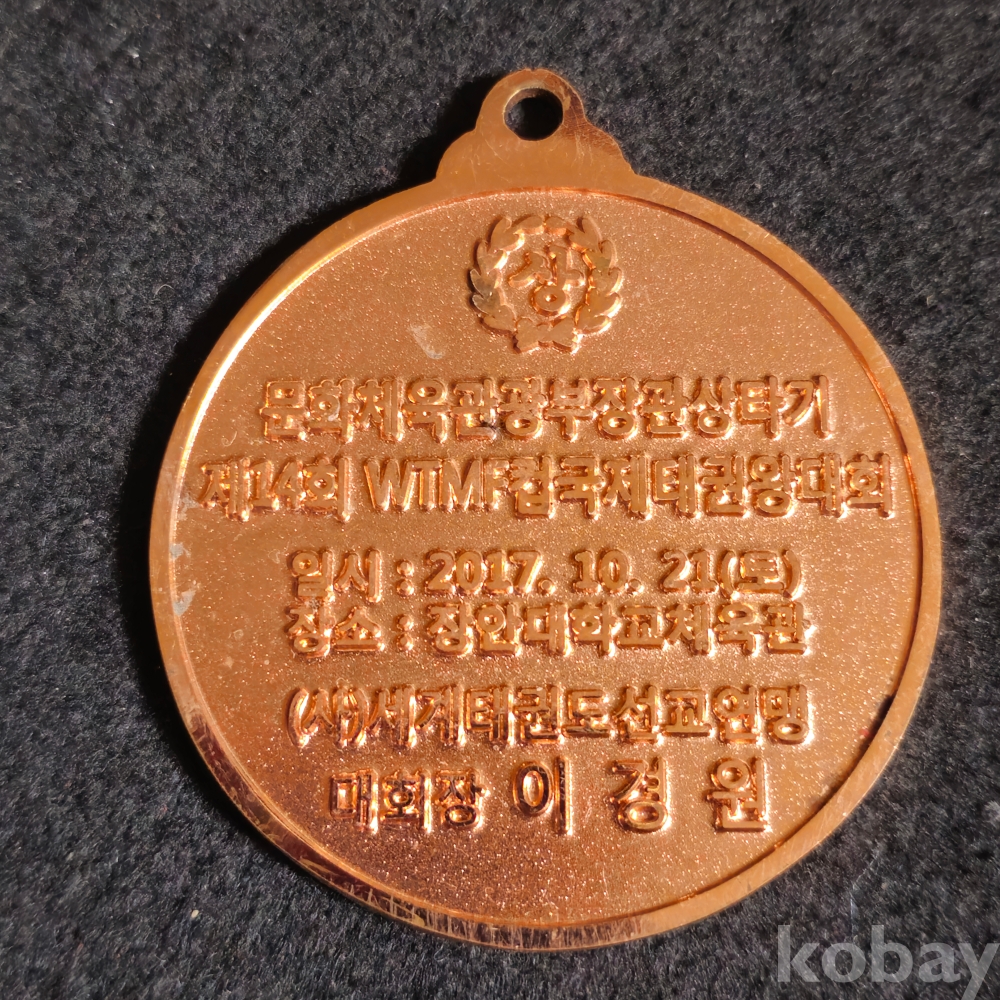 상
문화체육관광부장관상타기
제14회 WTMF컵국제태권왕대회
일시 : 2017. 10. 21(토)
장소 : 장안대학교체육관
(사)세계태권도선교연맹
대회장 이 경 원
kobay